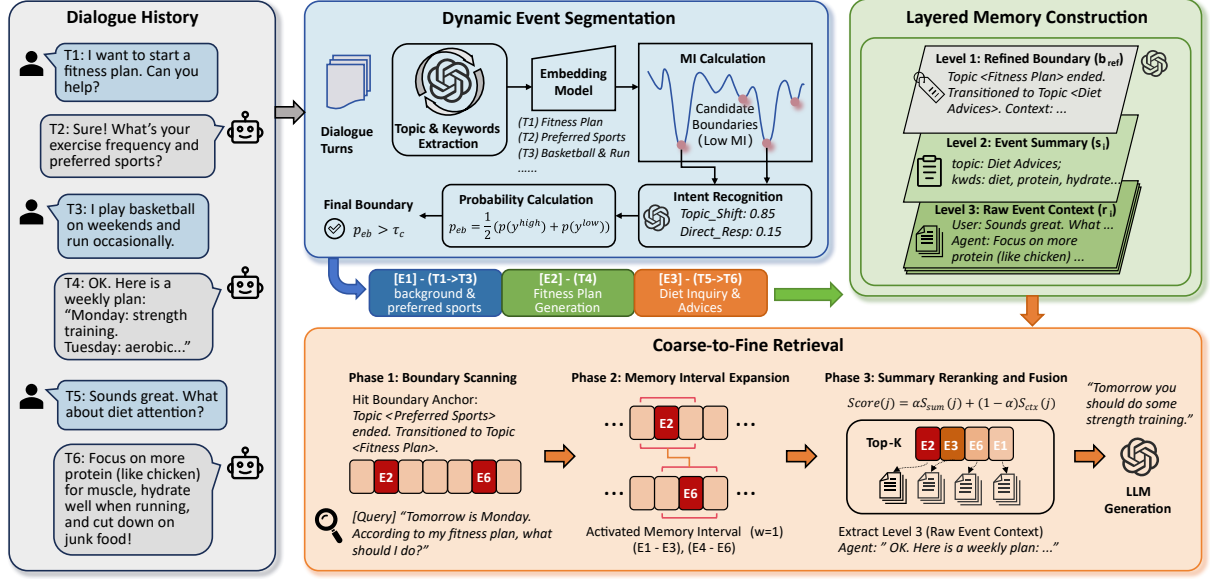 Dialogue History
T1: I want to start a
fitness plan. Can you
help?
T2: Sure! What's your
exercise frequency and
preferred sports?
T3: I play basketball
on weekends and
run occasionally.
T4: OK. Here is a
weekly plan:
"Monday: strength
training.
Tuesday: aerobic..."
T5: Sounds great. What
about diet attention?
T6: Focus on more
protein (like chicken)
for muscle, hydrate
well when running,
and cut down on
junk food!
Dynamic Event Segmentation
Dialogue
Turns
Topic & Keywords
Extraction
Embedding
Model
(T1) Fitness Plan
(T2) Preferred Sports
(T3) Basketball & Run
......
MI Calculation
Candidate
Boundaries
(Low MI)
Intent Recognition
Topic_Shift: 0.85
Direct_Resp: 0.15
Probability Calculation
p_eb = 1/2 (p(y^high) + p(y^low))
Final Boundary
p_eb > τ_c
[E1] - (T1->T3)
background &
preferred sports
[E2] - (T4)
Fitness Plan
Generation
[E3] - (T5->T6)
Diet Inquiry &
Advices
Layered Memory Construction
Level 1: Refined Boundary (b_ref)
Topic <Fitness Plan> ended.
Transitioned to Topic <Diet
Advices>. Context: ...
Level 2: Event Summary (s_i)
topic: Diet Advices;
kwds: diet, protein, hydrate...
Level 3: Raw Event Context (r_i)
User: Sounds great. What ...
Agent: Focus on more
protein (like chicken) ...
Coarse-to-Fine Retrieval
Phase 1: Boundary Scanning
Hit Boundary Anchor:
Topic <Preferred Sports>
ended. Transitioned to Topic
<Fitness Plan>.
E2
E6
[Query] "Tomorrow is Monday.
According to my fitness plan, what
should I do?"
Phase 2: Memory Interval Expansion
... E2 ...
... E6 ...
Activated Memory Interval (w=1)
(E1 - E3), (E4 - E6)
Phase 3: Summary Reranking and Fusion
Score(j) = αS_sum(j) + (1 − α)S_ctx(j)
Top-K
E2 E3 E6 E1
Extract Level 3 (Raw Event Context)
Agent: " OK. Here is a weekly plan: ..."
"Tomorrow you
should do some
strength training."
LLM
Generation